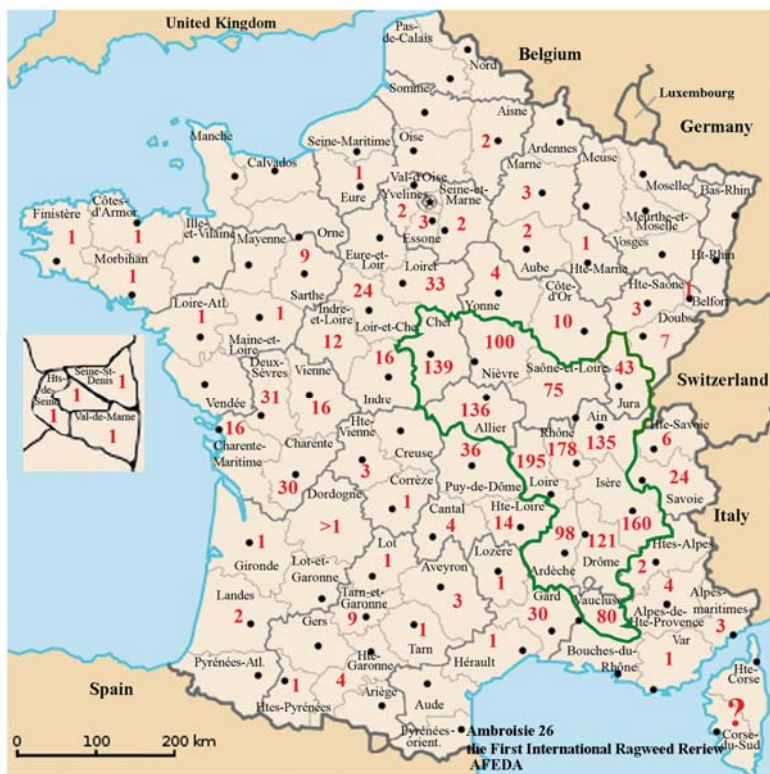 United Kingdom
Belgium
Luxembourg
Germany
Pas-
de-Calais
Nord
Somme
Aisne
2
Ardennes
Seine-Maritime
1
Oise
Manche
Calvados
Eure
Val-d'Oise
Yvelines
2
3
Essonne
Seine-et-
Marne
2
Marne
3
Meuse
Moselle
Meurthe-et-
Moselle
Bas-Rhin
Vosges
Ht-Rhin
Finistère
1
Côtes-
d'Armor
1
Morbihan
1
Ille-
et-Vilaine
Mayenne
Orne
9
Sarthe
Eure-et
Loir
Loiret
33
24
Loir-et-Cher
4
Yonne
2
Aube
1
Hte-Marne
Côte-
d'Or
10
Hte-Saône
3
1
Belfort
Doubs
7
Loire-Atl.
1
1
Maine-et-
Loire
Indre-
et-Loire
12
Cher
139
100
Nièvre
Saône-et-Loire
75
43
Jura
Switzerland
Hts-
de-
Seine
1
Seine-St-
Denis
1
1
Val-de-Marne
1
Vendée
Deux-
Sèvres
31
Vienne
16
16
Indre
136
Allier
Ain
135
Rhône
178
Hte-Savoie
6
24
Savoie
16
Charente-
Maritime
Charente
30
Hte-
Vienne
3
Creuse
36
Puy-de-Dôme
195
Loire
Isère
160
Italy
Dordogne
>1
Corrèze
1
Cantal
4
Hte-Loire
14
98
Ardèche
121
Drôme
Htes-Alpes
2
1
Gironde
Lot-et-
Garonne
Lot
1
Aveyron
3
Lozère
1
Gard
30
Vaucluse
80
4
Alpes-de-
Hte-Provence
Alpes-
maritimes
3
Landes
2
Gers
Tarn-et-
Garonne
9
1
Tarn
1
Hérault
Bouches-du-
Rhône
Var
1
Pyrénées-Atl.
1
Htes-Pyrénées
Hte-
Garonne
4
Ariège
Aude
Pyrénées-
orient.
Spain
Hte-
Corse
?
Corse-
du-Sud
0 100 200 km
Ambroisie 26
the First International Ragweed Reriew
AFEDA